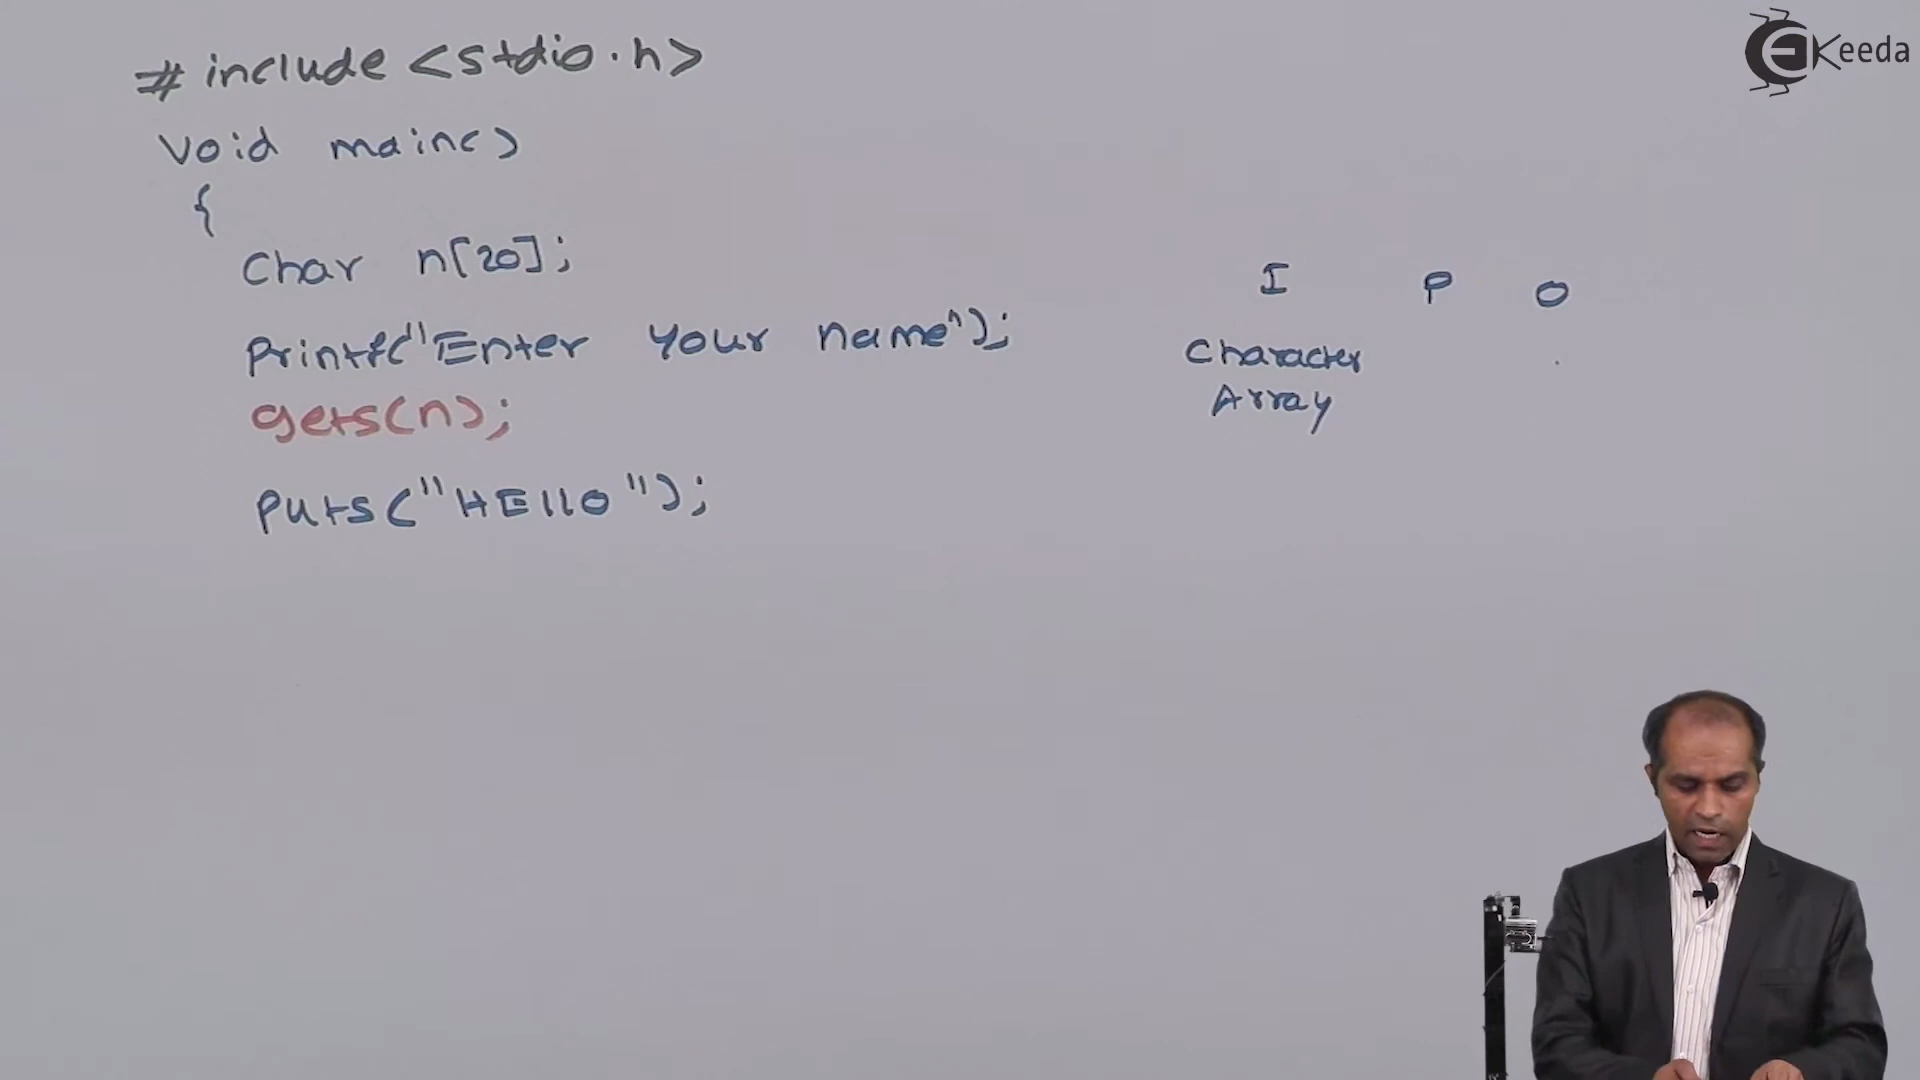 #include <stdio.h>
void main()
{
char n[20];
printf("Enter your name");
gets(n);
puts("HEllo");
I P O
Character
Array
EKeeda